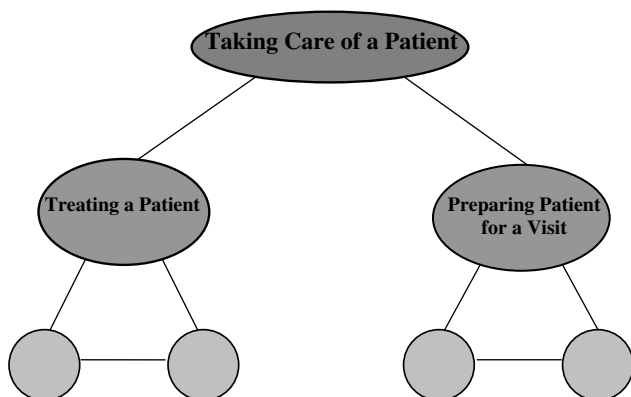 Taking Care of a Patient
Treating a Patient
Preparing Patient
for a Visit